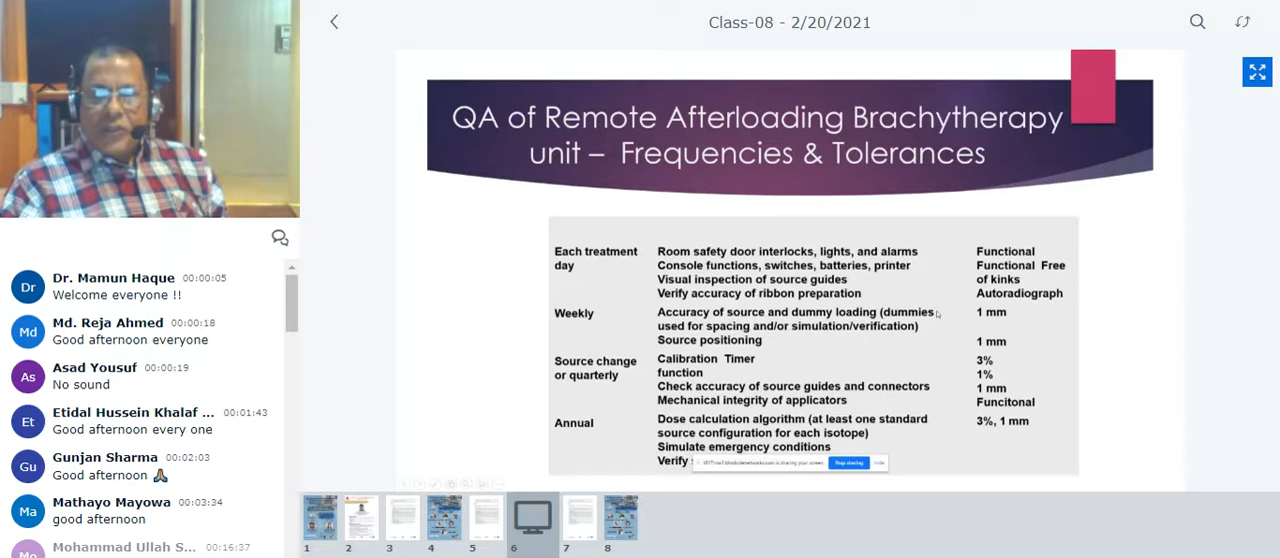 Class-08 - 2/20/2021
QA of Remote Afterloading Brachytherapy
unit – Frequencies & Tolerances
Each treatment
day
Room safety door interlocks, lights, and alarms
Functional
Console functions, switches, batteries, printer
Functional Free
Visual inspection of source guides
of kinks
Verify accuracy of ribbon preparation
Autoradiograph
Weekly
Accuracy of source and dummy loading (dummies
1 mm
used for spacing and/or simulation/verification)
Source positioning
1 mm
Source change
or quarterly
Calibration Timer
3%
function
1%
Check accuracy of source guides and connectors
1 mm
Mechanical integrity of applicators
Funcitonal
Annual
Dose calculation algorithm (at least one standard
3%, 1 mm
source configuration for each isotope)
Simulate emergency conditions
Verify
is sharing your screen.
Stop sharing
Hide
Dr
Dr. Mamun Haque 00:00:05
Welcome everyone !!
Md
Md. Reja Ahmed 00:00:18
Good afternoon everyone
As
Asad Yousuf 00:00:19
No sound
Et
Etidal Hussein Khalaf ... 00:01:43
Good afternoon every one
Gu
Gunjan Sharma 00:02:03
Good afternoon 🙏🏽
Ma
Mathayo Mayowa 00:03:34
good afternoon
Mo
Mohammad Ullah S... 00:16:37
1 2 3 4 5 6 7 8